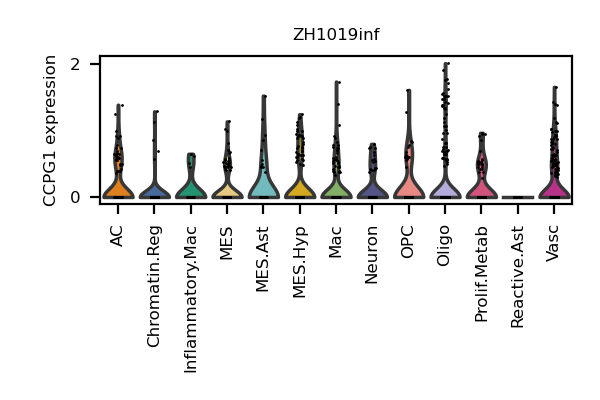 ZH1019inf
CCPG1 expression
2
0
AC
Chromatin.Reg
Inflammatory.Mac
MES
MES.Ast
MES.Hyp
Mac
Neuron
OPC
Oligo
Prolif.Metab
Reactive.Ast
Vasc